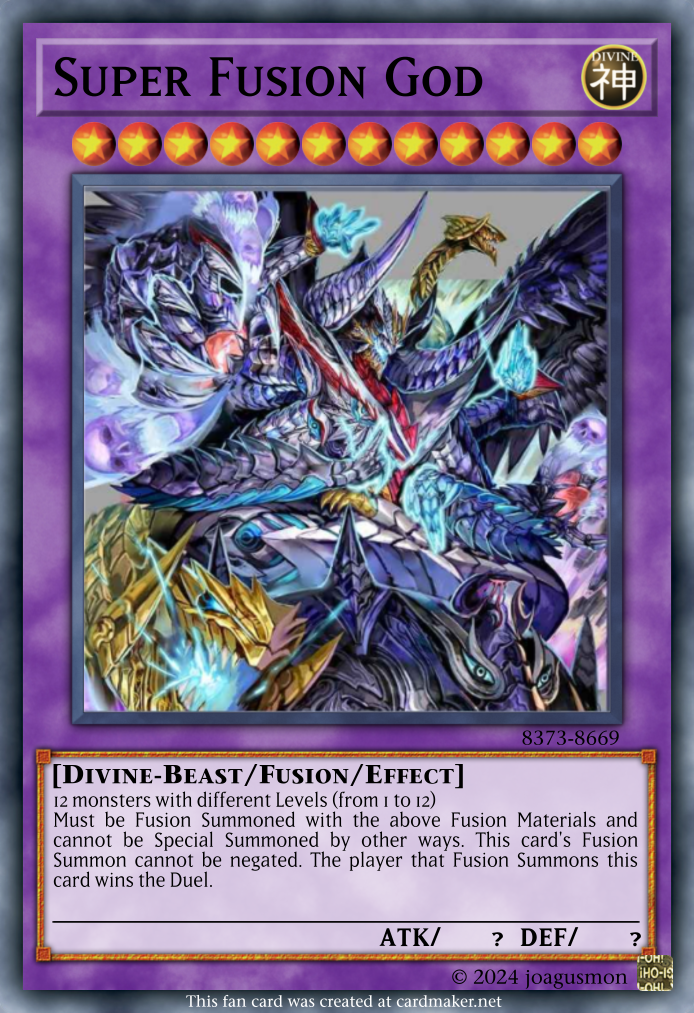 Super Fusion God
DIVINE
神
8373-8669
[Divine-Beast/Fusion/Effect]
12 monsters with different Levels (from 1 to 12)
Must be Fusion Summoned with the above Fusion Materials and
cannot be Special Summoned by other ways. This card's Fusion
Summon cannot be negated. The player that Fusion Summons this
card wins the Duel.
ATK/ ? DEF/ ?
© 2024 joagusmon
This fan card was created at cardmaker.net